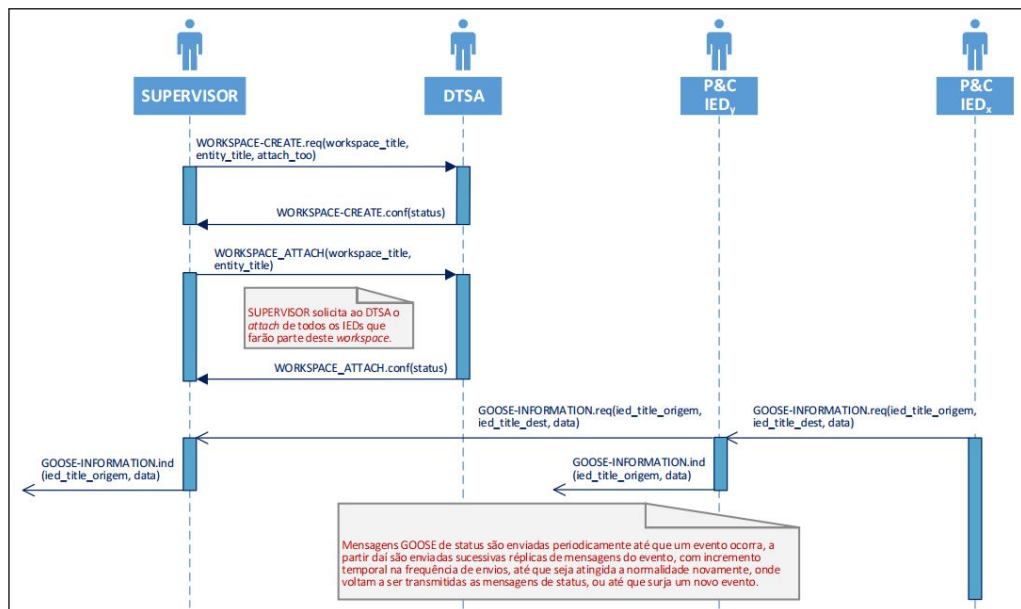 SUPERVISOR
DTSA
P&C
IEDy
P&C
IEDx
WORKSPACE-CREATE.req(workspace_title,
entity_title, attach_too)
WORKSPACE-CREATE.conf(status)
WORKSPACE_ATTACH(workspace_title,
entity_title)
SUPERVISOR solicita ao DTSA o
attach de todos os IEDs que
farão parte deste workspace.
WORKSPACE_ATTACH.conf(status)
GOOSE-INFORMATION.req(ied_title_origem,
ied_title_dest, data)
GOOSE-INFORMATION.req(ied_title_origem,
ied_title_dest, data)
GOOSE-INFORMATION.ind
(ied_title_origem, data)
GOOSE-INFORMATION.ind
(ied_title_origem, data)
Mensagens GOOSE de status são enviadas periodicamente até que um evento ocorra, a
partir daí são enviadas sucessivas réplicas de mensagens do evento, com incremento
temporal na frequência de envios, até que seja atingida a normalidade novamente, onde
voltam a ser transmitidas as mensagens de status, ou até que surja um novo evento.